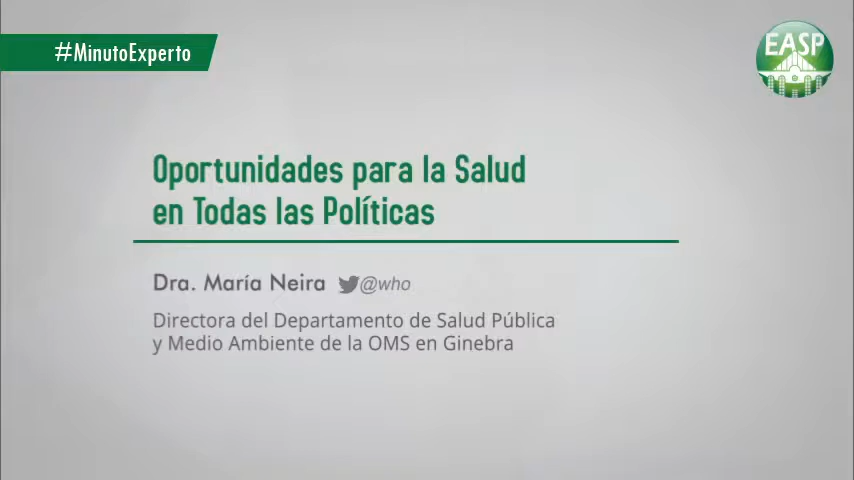 #MinutoExperto
EASP
Oportunidades para la Salud
en Todas las Políticas
Dra. María Neira @who
Directora del Departamento de Salud Pública
y Medio Ambiente de la OMS en Ginebra